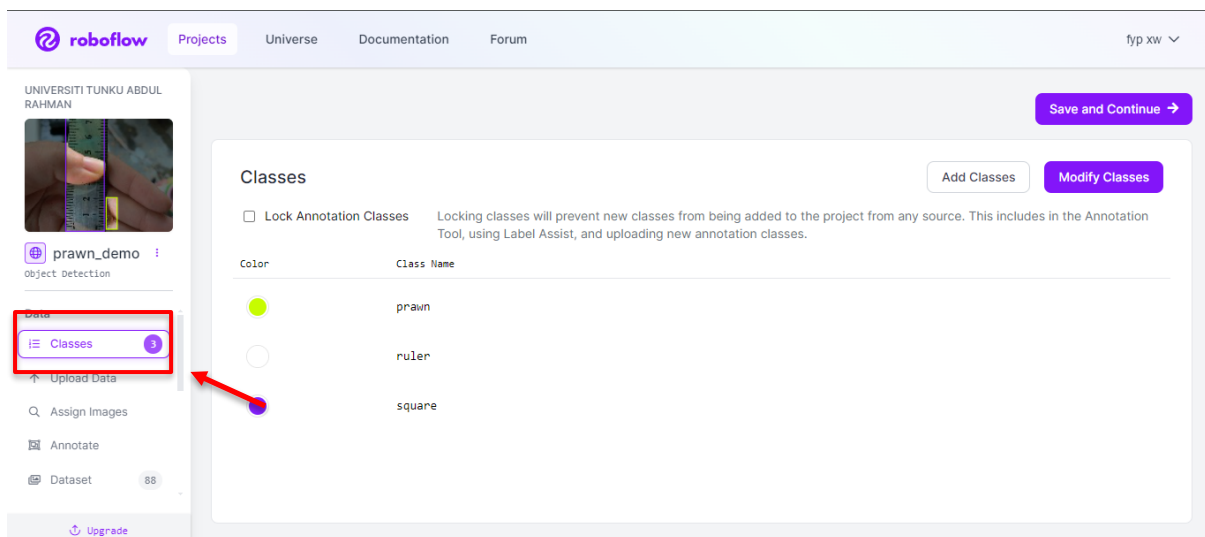 roboflow Projects Universe Documentation Forum fyp xw
UNIVERSITI TUNKU ABDUL
RAHMAN
prawn_demo
Object Detection
Data
Classes 3
Upload Data
Assign Images
Annotate
Dataset 88
Upgrade
Save and Continue →
Classes
Add Classes Modify Classes
Lock Annotation Classes Locking classes will prevent new classes from being added to the project from any source. This includes in the Annotation
Tool, using Label Assist, and uploading new annotation classes.
Color Class Name
prawn
ruler
square